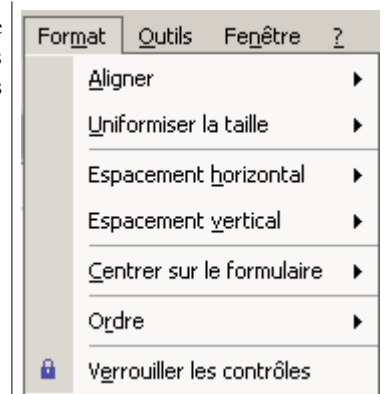 Format Outils Fenêtre ?
Aligner
Uniformiser la taille
Espacement horizontal
Espacement vertical
Centrer sur le formulaire
Ordre
Verrouiller les contrôles